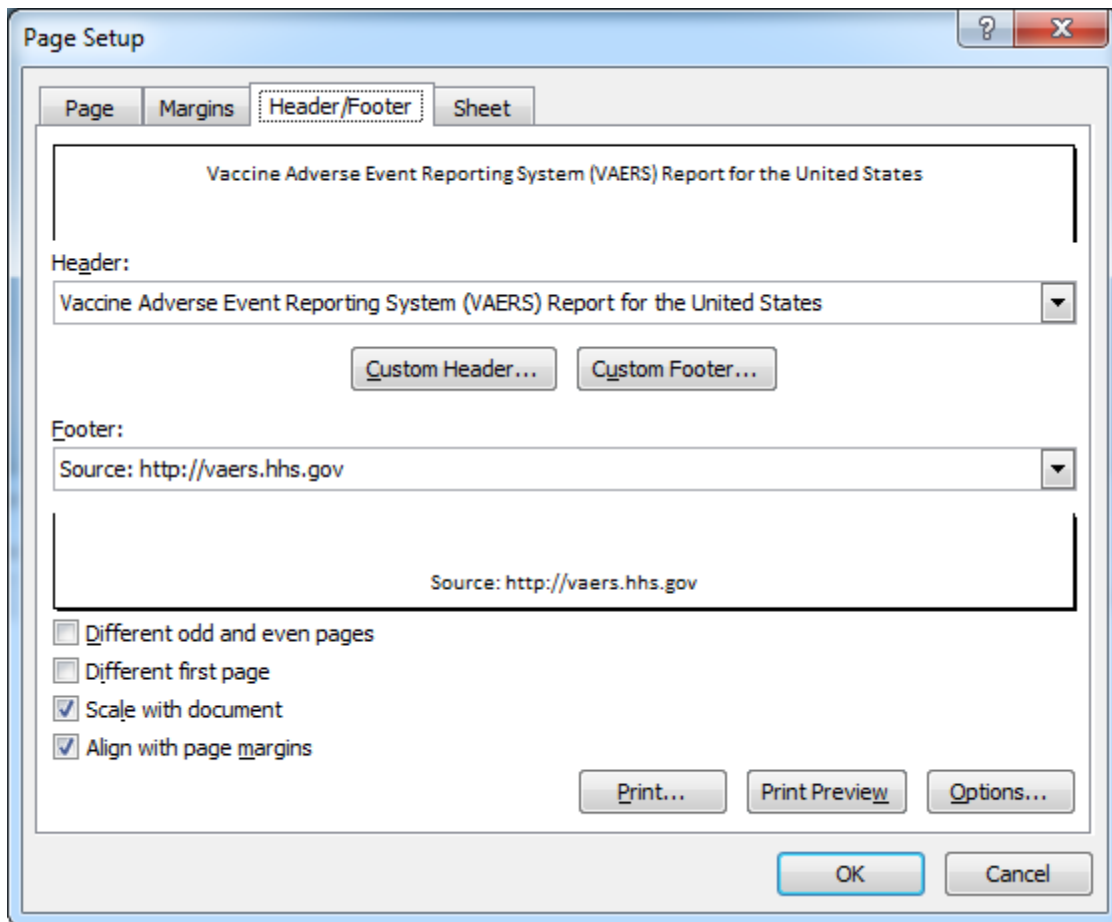 Page Setup
Page Margins Header/Footer Sheet
Vaccine Adverse Event Reporting System (VAERS) Report for the United States
Header:
Vaccine Adverse Event Reporting System (VAERS) Report for the United States
Custom Header... Custom Footer...
Footer:
Source: http://vaers.hhs.gov
Source: http://vaers.hhs.gov
Different odd and even pages
Different first page
Scale with document
Align with page margins
Print... Print Preview Options...
OK Cancel